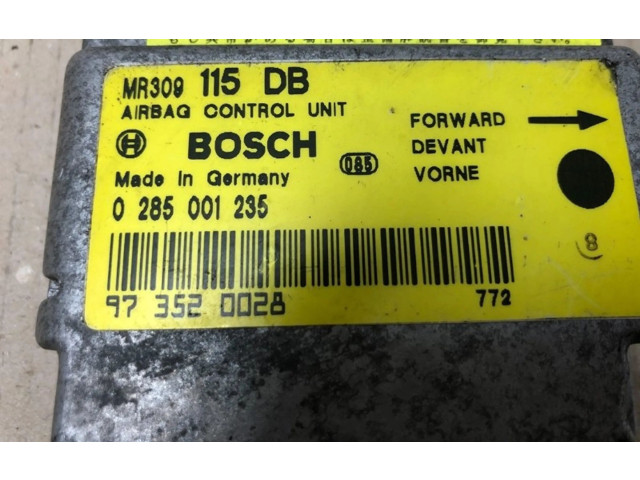 MR309 115 DB
AIRBAG CONTROL UNIT
BOSCH
085
Made in Germany
0 285 001 235
FORWARD
DEVANT
VORNE
8
97 352 0028
772